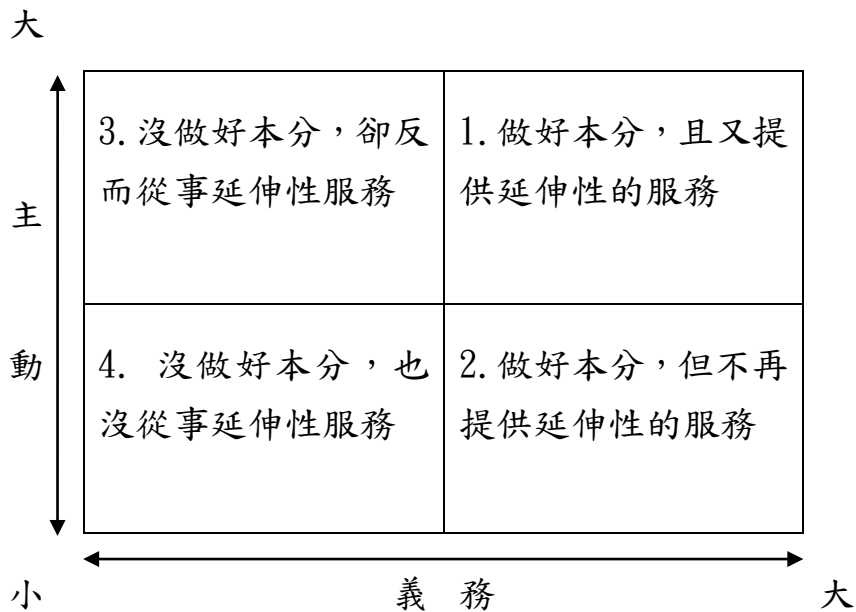 大
3.沒做好本分，卻反
而從事延伸性服務
1.做好本分，且又提
供延伸性的服務
主
動
4. 沒做好本分，也
沒從事延伸性服務
2.做好本分，但不再
提供延伸性的服務
小
義 務
大